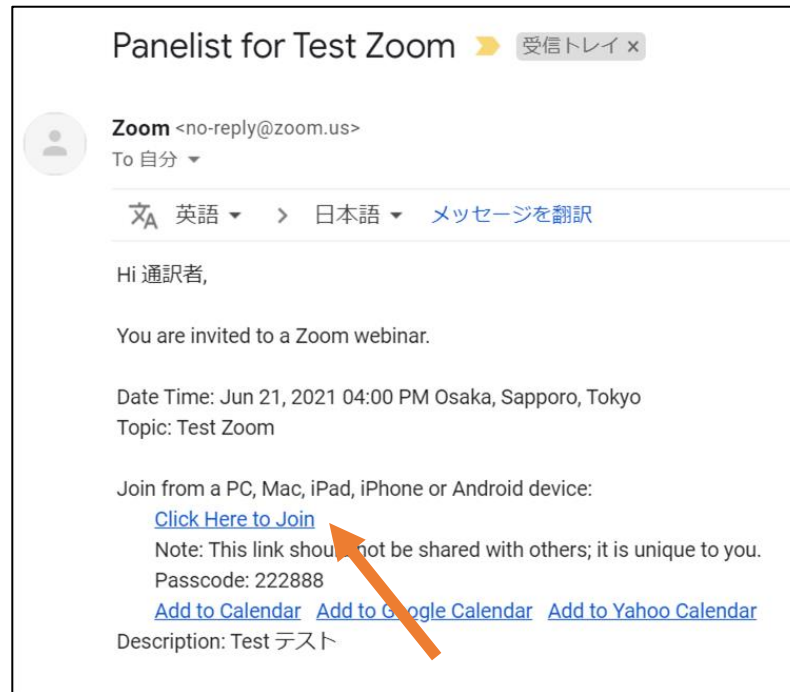 Panelist for Test Zoom 受信トレイ ×
Zoom <no-reply@zoom.us>
To 自分
英語 > 日本語 メッセージを翻訳
Hi 通訳者,
You are invited to a Zoom webinar.
Date Time: Jun 21, 2021 04:00 PM Osaka, Sapporo, Tokyo
Topic: Test Zoom
Join from a PC, Mac, iPad, iPhone or Android device:
Click Here to Join
Note: This link should not be shared with others; it is unique to you.
Passcode: 222888
Add to Calendar Add to Google Calendar Add to Yahoo Calendar
Description: Test テスト